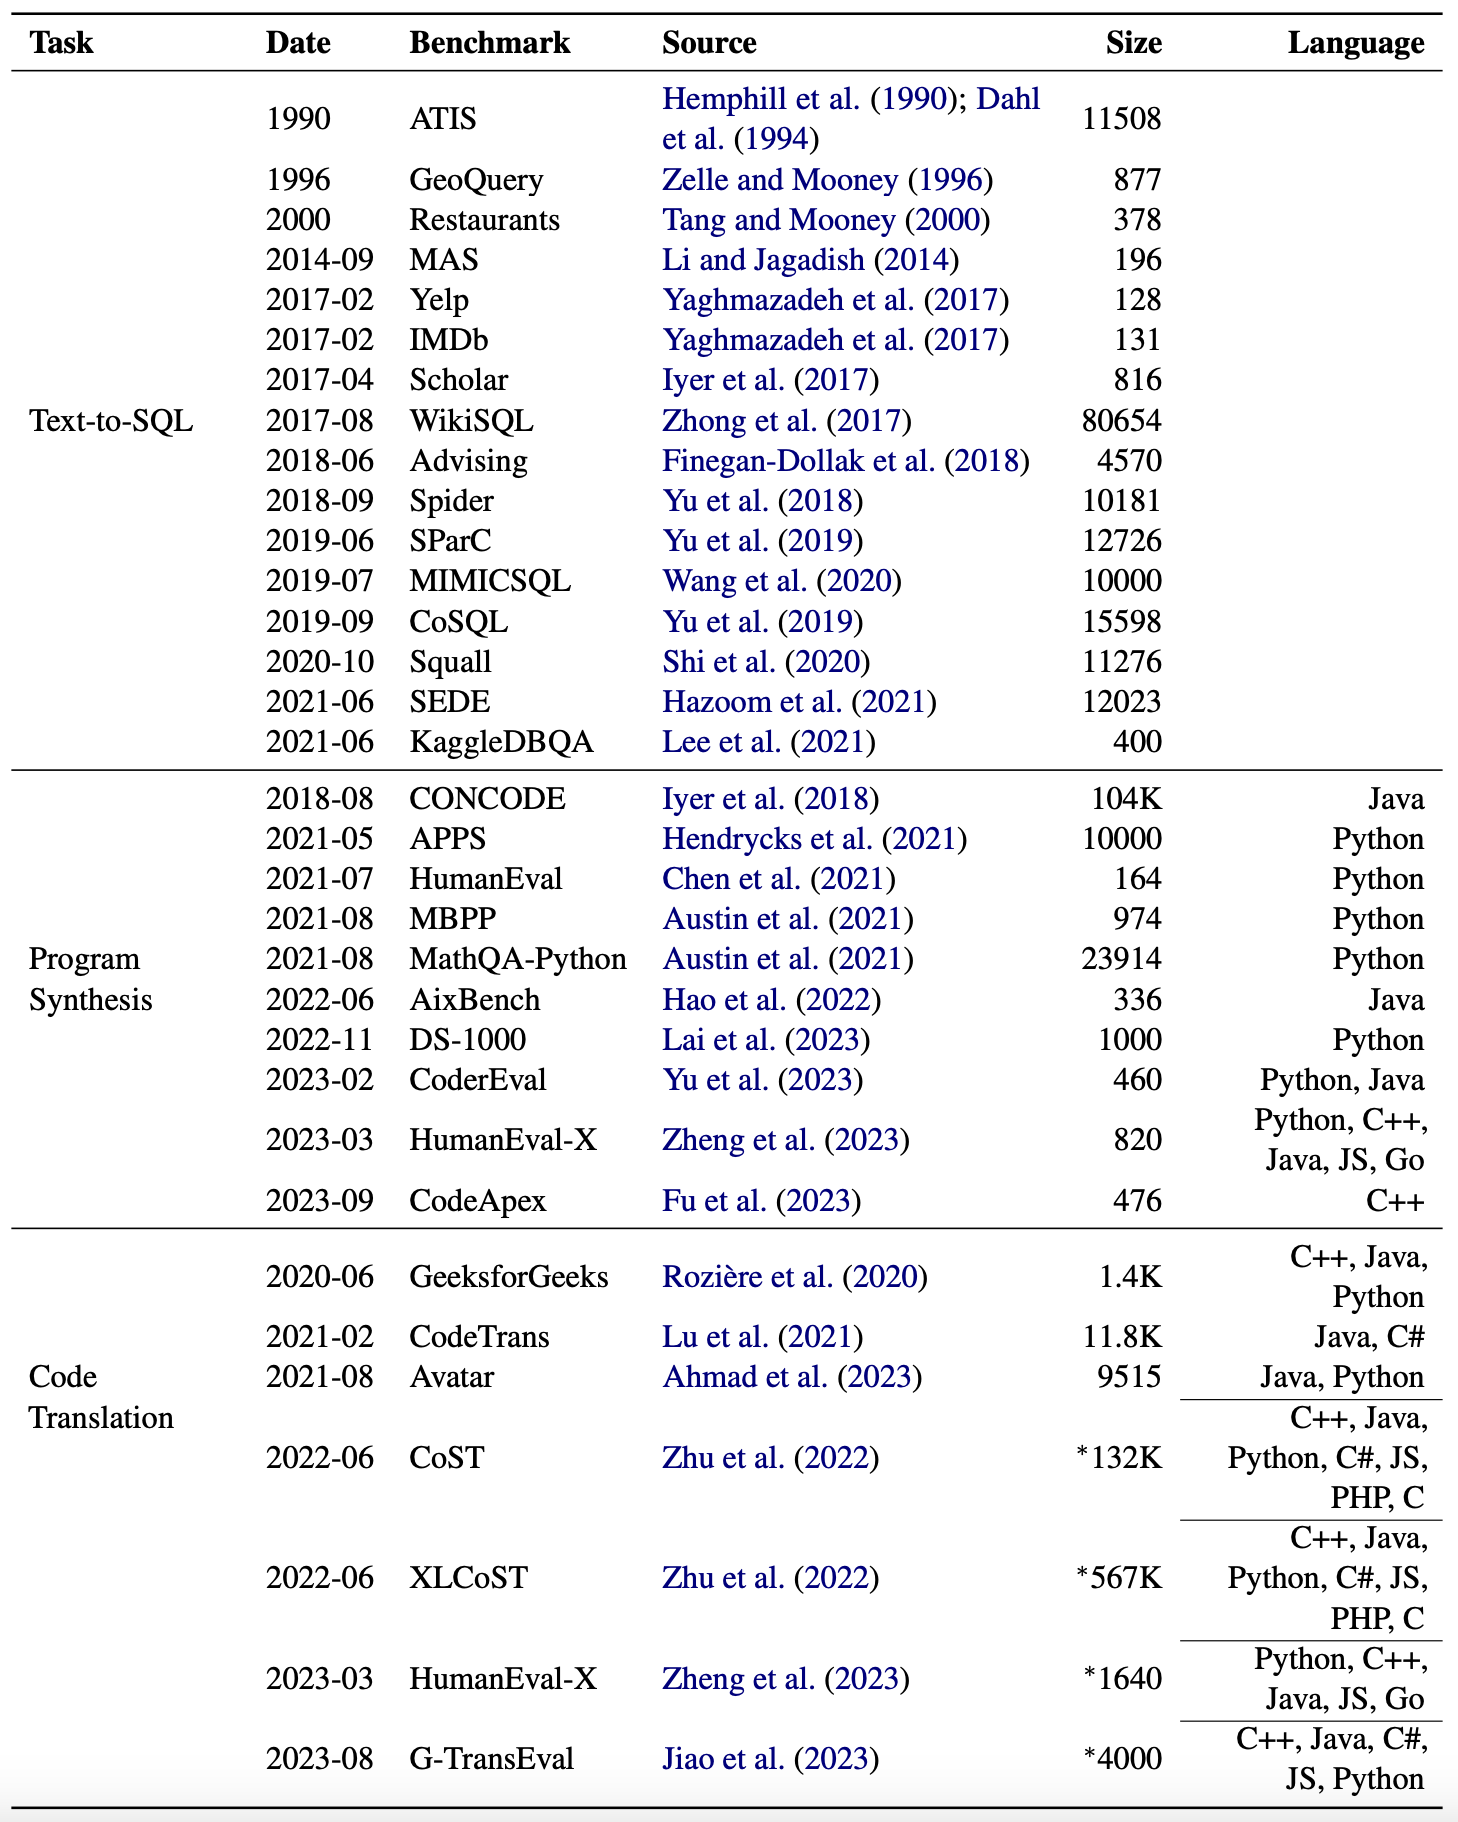 Task Date Benchmark Source Size Language
Hemphill et al. (1990); Dahl
1990 ATIS 11508
et al. (1994)
1996 GeoQuery Zelle and Mooney (1996) 877
2000 Restaurants Tang and Mooney (2000) 378
2014-09 MAS Li and Jagadish (2014) 196
2017-02 Yelp Yaghmazadeh et al. (2017) 128
2017-02 IMDb Yaghmazadeh et al. (2017) 131
2017-04 Scholar Iyer et al. (2017) 816
Text-to-SQL 2017-08 WikiSQL Zhong et al. (2017) 80654
2018-06 Advising Finegan-Dollak et al. (2018) 4570
2018-09 Spider Yu et al. (2018) 10181
2019-06 SParC Yu et al. (2019) 12726
2019-07 MIMICSQL Wang et al. (2020) 10000
2019-09 CoSQL Yu et al. (2019) 15598
2020-10 Squall Shi et al. (2020) 11276
2021-06 SEDE Hazoom et al. (2021) 12023
2021-06 KaggleDBQA Lee et al. (2021) 400
2018-08 CONCODE Iyer et al. (2018) 104K Java
2021-05 APPS Hendrycks et al. (2021) 10000 Python
2021-07 HumanEval Chen et al. (2021) 164 Python
2021-08 MBPP Austin et al. (2021) 974 Python
Program 2021-08 MathQA-Python Austin et al. (2021) 23914 Python
Synthesis 2022-06 AixBench Hao et al. (2022) 336 Java
2022-11 DS-1000 Lai et al. (2023) 1000 Python
2023-02 CoderEval Yu et al. (2023) 460 Python, Java
Python, C++,
2023-03 HumanEval-X Zheng et al. (2023) 820
Java, JS, Go
2023-09 CodeApex Fu et al. (2023) 476 C++
C++, Java,
2020-06 GeeksforGeeks Rozière et al. (2020) 1.4K
Python
2021-02 CodeTrans Lu et al. (2021) 11.8K Java, C#
Code 2021-08 Avatar Ahmad et al. (2023) 9515 Java, Python
Translation C++, Java,
2022-06 CoST Zhu et al. (2022) *132K Python, C#, JS,
PHP, C
C++, Java,
2022-06 XLCoST Zhu et al. (2022) *567K Python, C#, JS,
PHP, C
Python, C++,
2023-03 HumanEval-X Zheng et al. (2023) *1640
Java, JS, Go
C++, Java, C#,
2023-08 G-TransEval Jiao et al. (2023) *4000
JS, Python